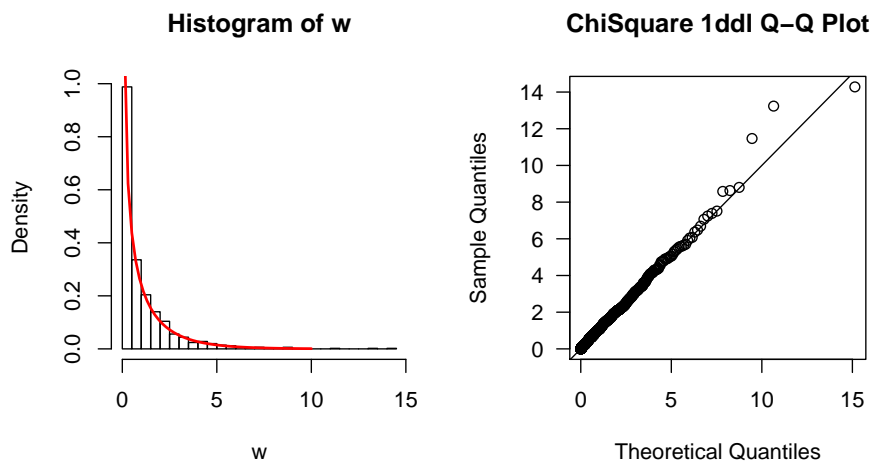 Histogram of w
Density
0.0 0.2 0.4 0.6 0.8 1.0
0 5 10 15
w
ChiSquare 1ddl Q−Q Plot
Sample Quantiles
0 2 4 6 8 10 12 14
0 5 10 15
Theoretical Quantiles